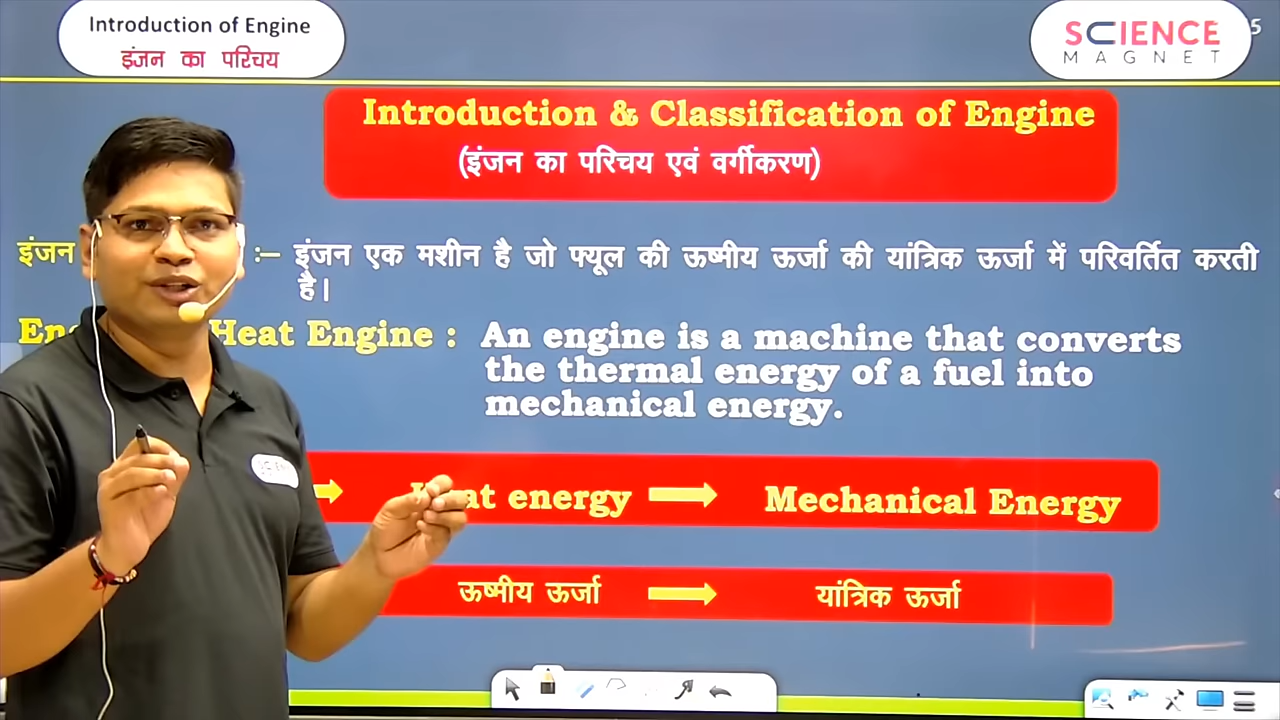 Introduction of Engine
इंजन का परिचय
SCIENCE
MAGNET
5
Introduction & Classification of Engine
(इंजन का परिचय एवं वर्गीकरण)
इंजन :– इंजन एक मशीन है जो फ्यूल की ऊष्मीय ऊर्जा की यांत्रिक ऊर्जा में परिवर्तित करती
है।
Heat Engine : An engine is a machine that converts
the thermal energy of a fuel into
mechanical energy.
energy Mechanical Energy
ऊष्मीय ऊर्जा यांत्रिक ऊर्जा